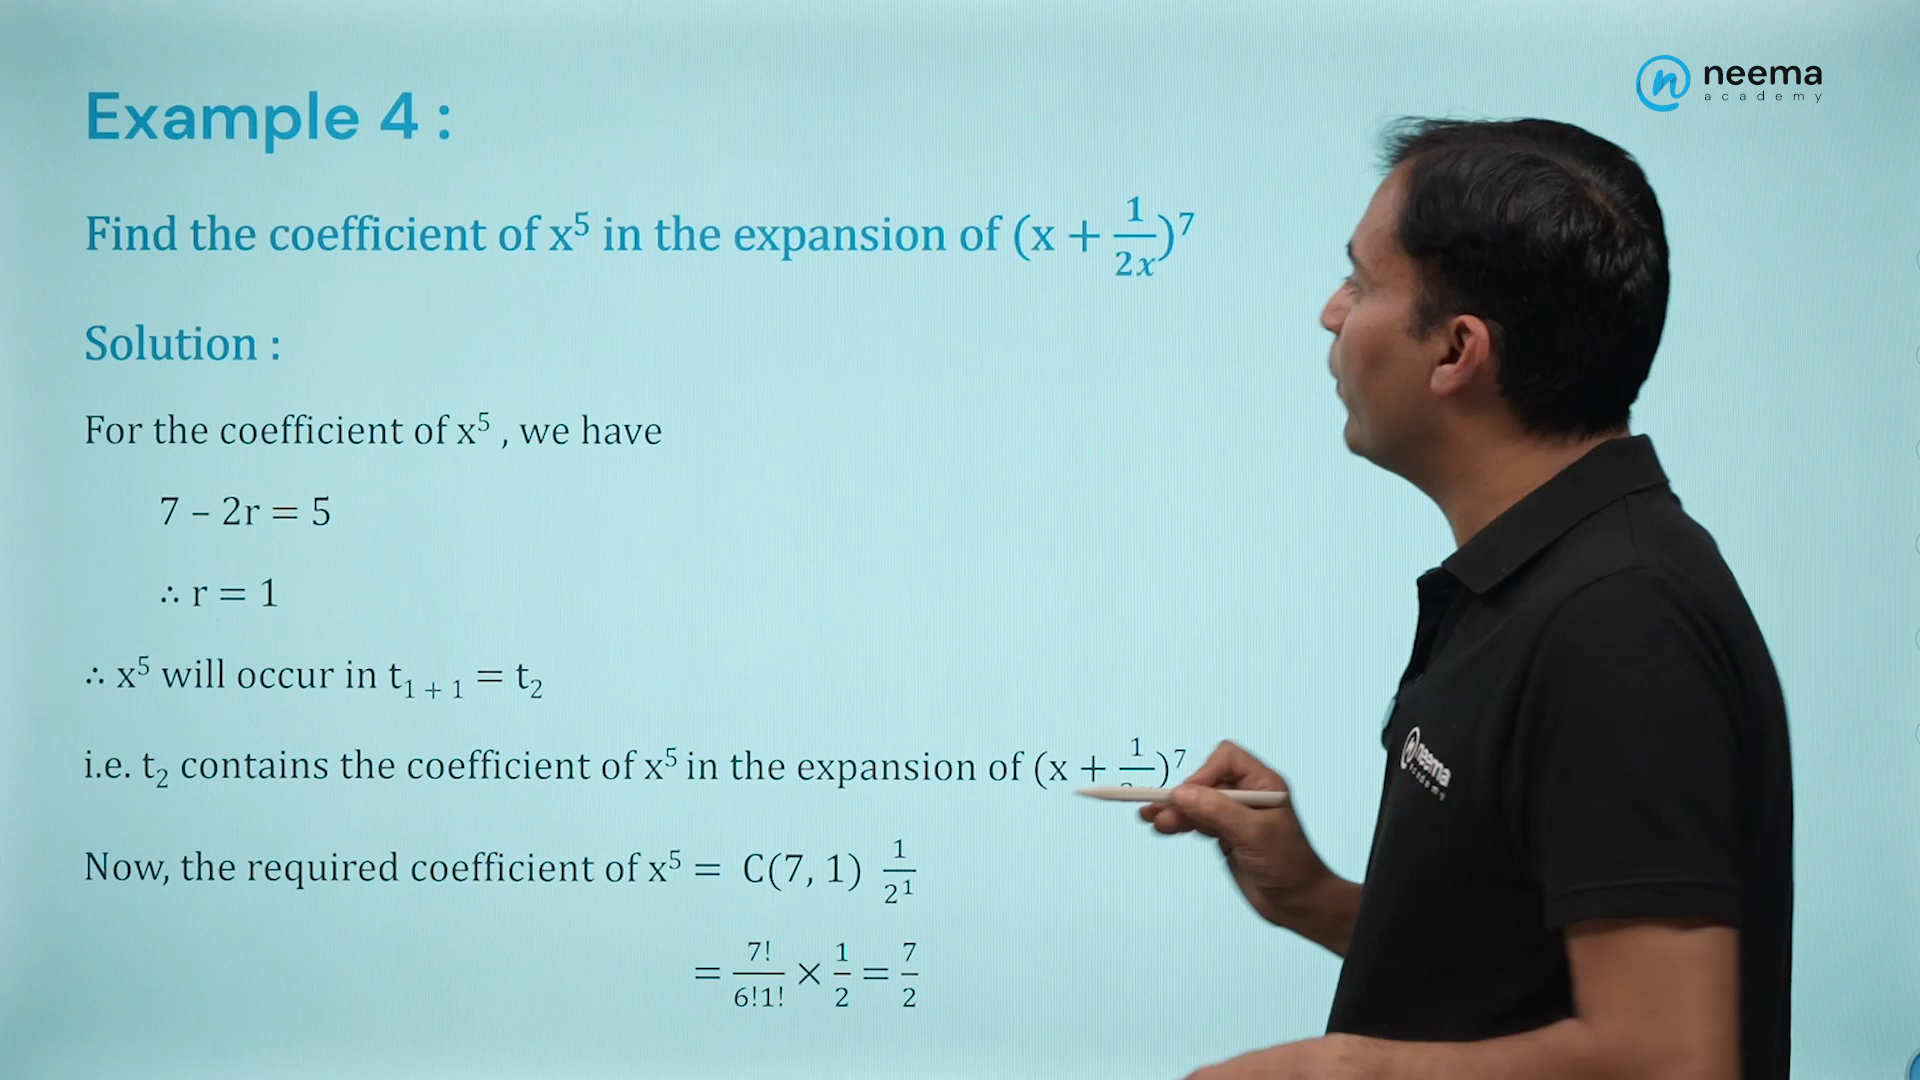 neema
academy
Example 4 :
Find the coefficient of x⁵ in the expansion of (x + 1/2x)⁷
Solution :
For the coefficient of x⁵ , we have
7 – 2r = 5
∴ r = 1
∴ x⁵ will occur in t₁ ₊ ₁ = t₂
i.e. t₂ contains the coefficient of x⁵ in the expansion of (x + 1/)⁷
Now, the required coefficient of x⁵ = C(7, 1) 1/2¹
= 7!/6!1! × 1/2 = 7/2
neema
academy